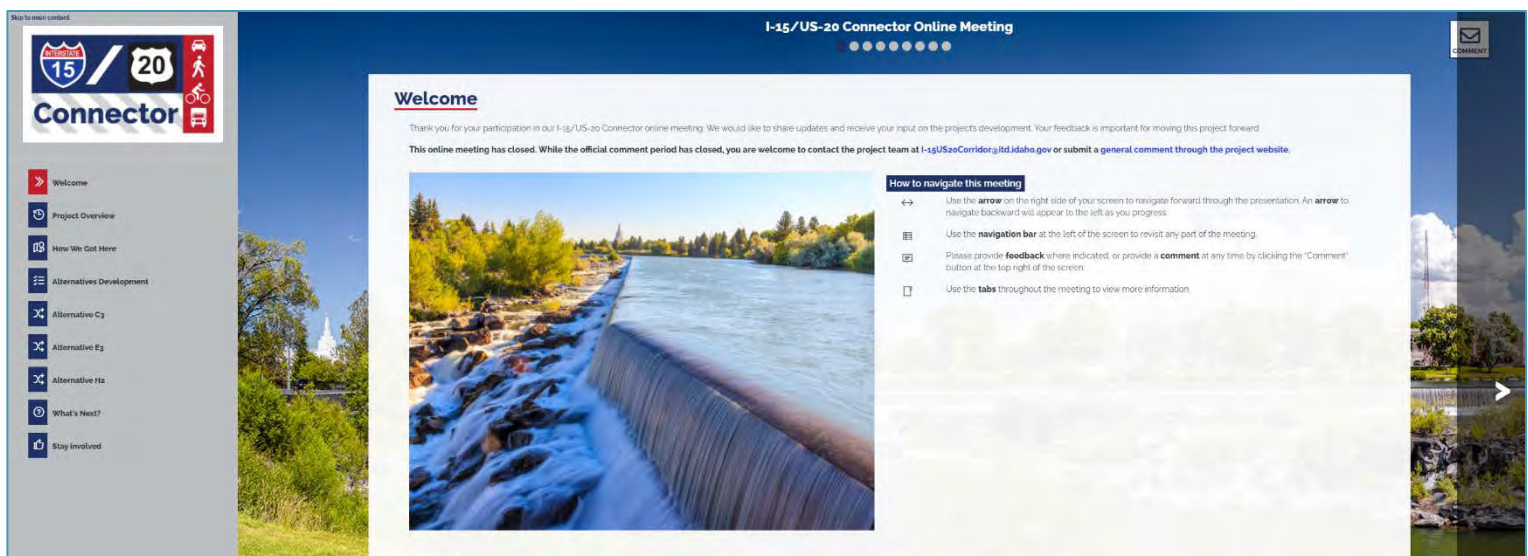 Skip to main content
INTERSTATE
15 / 20
Connector
Welcome
Project Overview
How We Got Here
Alternatives Development
Alternative C3
Alternative E3
Alternative H2
What's Next?
Stay Involved
I-15/US-20 Connector Online Meeting
COMMENT
Welcome
Thank you for your participation in our I-15/US-20 Connector online meeting. We would like to share updates and receive your input on the project's development. Your feedback is important for moving this project forward.
This online meeting has closed. While the official comment period has closed, you are welcome to contact the project team at I-15US20Corridor@itd.idaho.gov or submit a general comment through the project website.
How to navigate this meeting
Use the arrow on the right side of your screen to navigate forward through the presentation. An arrow to
navigate backward will appear to the left as you progress.
Use the navigation bar at the left of the screen to revisit any part of the meeting.
Please provide feedback where indicated, or provide a comment at any time by clicking the "Comment"
button at the top right of the screen.
Use the tabs throughout the meeting to view more information.